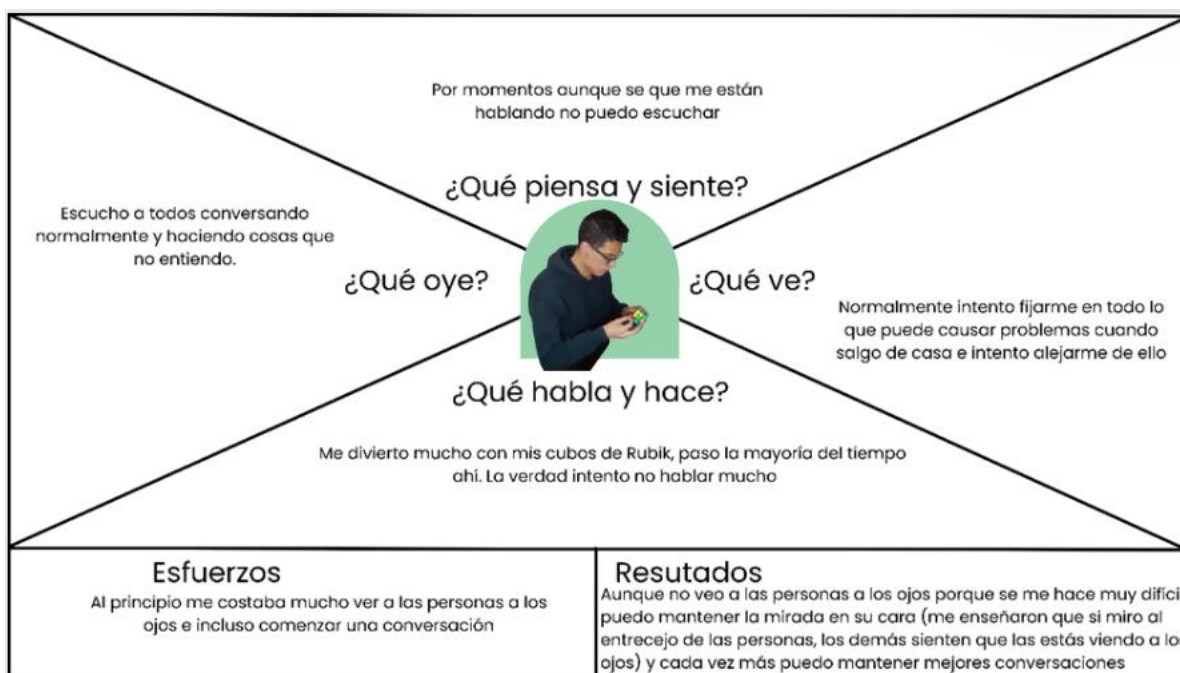 Por momentos aunque se que me están
hablando no puedo escuchar
¿Qué piensa y siente?
Escucho a todos conversando
normalmente y haciendo cosas que
no entiendo.
¿Qué oye?
¿Qué ve?
Normalmente intento fijarme en todo lo
que puede causar problemas cuando
salgo de casa e intento alejarme de ello
¿Qué habla y hace?
Me divierto mucho con mis cubos de Rubik, paso la mayoría del tiempo
ahí. La verdad intento no hablar mucho
Esfuerzos
Al principio me costaba mucho ver a las personas a los
ojos e incluso comenzar una conversación
Resutados
Aunque no veo a las personas a los ojos porque se me hace muy difíci
puedo mantener la mirada en su cara (me enseñaron que si miro al
entrecejo de las personas, los demás sienten que las estás viendo a lo
ojos) y cada vez más puedo mantener mejores conversaciones